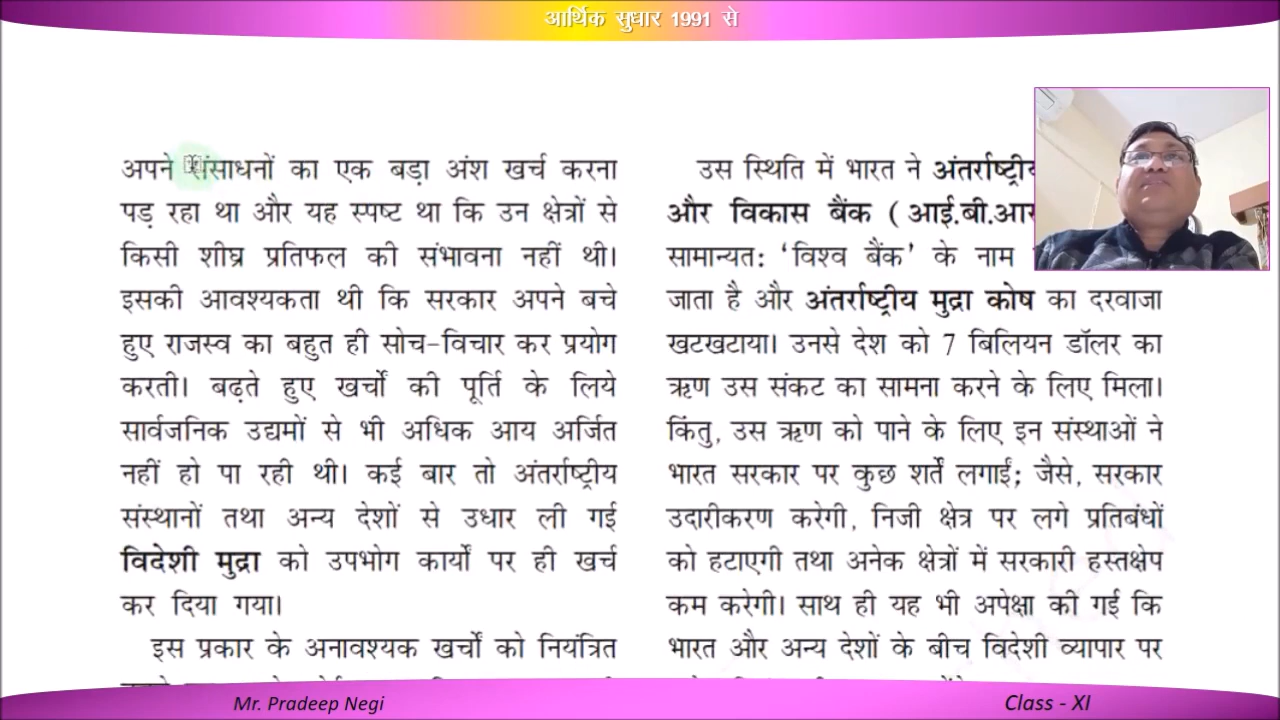 आर्थिक सुधार 1991 से
अपने संसाधनों का एक बड़ा अंश खर्च करना
पड़ रहा था और यह स्पष्ट था कि उन क्षेत्रों से
किसी शीघ्र प्रतिफल की संभावना नहीं थी।
इसकी आवश्यकता थी कि सरकार अपने बचे
हुए राजस्व का बहुत ही सोच-विचार कर प्रयोग
करती। बढ़ते हुए खर्चों की पूर्ति के लिये
सार्वजनिक उद्यमों से भी अधिक आय अर्जित
नहीं हो पा रही थी। कई बार तो अंतर्राष्ट्रीय
संस्थानों तथा अन्य देशों से उधार ली गई
विदेशी मुद्रा को उपभोग कार्यों पर ही खर्च
कर दिया गया।
इस प्रकार के अनावश्यक खर्चों को नियंत्रित
उस स्थिति में भारत ने अंतर्राष्ट्रीय
और विकास बैंक (आई.बी.आर
सामान्यत: ‘विश्व बैंक’ के नाम
जाता है और अंतर्राष्ट्रीय मुद्रा कोष का दरवाजा
खटखटाया। उनसे देश को 7 बिलियन डॉलर का
ऋण उस संकट का सामना करने के लिए मिला।
किंतु, उस ऋण को पाने के लिए इन संस्थाओं ने
भारत सरकार पर कुछ शर्तें लगाईं; जैसे, सरकार
उदारीकरण करेगी, निजी क्षेत्र पर लगे प्रतिबंधों
को हटाएगी तथा अनेक क्षेत्रों में सरकारी हस्तक्षेप
कम करेगी। साथ ही यह भी अपेक्षा की गई कि
भारत और अन्य देशों के बीच विदेशी व्यापार पर
Mr. Pradeep Negi
Class - XI